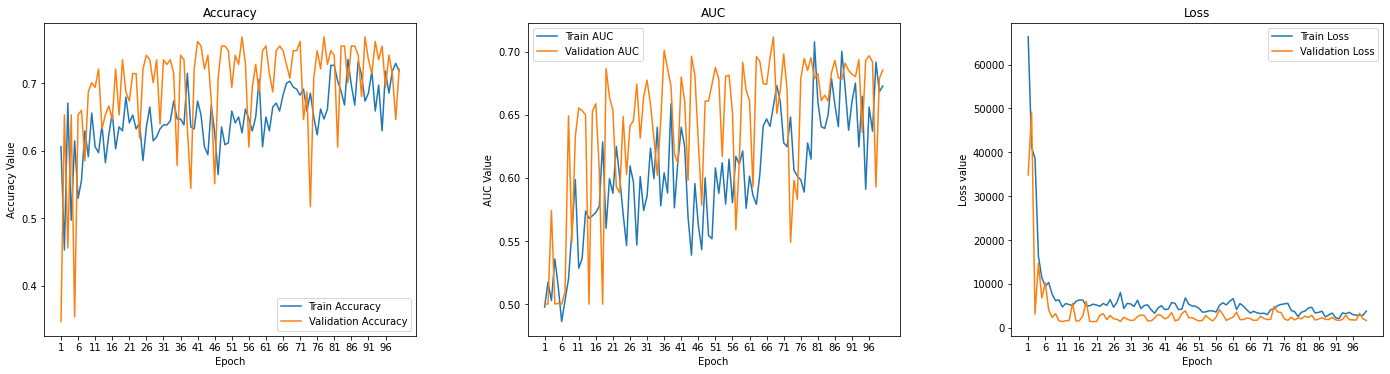 Accuracy
Accuracy Value
0.7
0.6
0.5
0.4
Train Accuracy
Validation Accuracy
1 6 11 16 21 26 31 36 41 46 51 56 61 66 71 76 81 86 91 96
Epoch
AUC
AUC Value
Train AUC
Validation AUC
0.70
0.65
0.60
0.55
0.50
1 6 11 16 21 26 31 36 41 46 51 56 61 66 71 76 81 86 91 96
Epoch
Loss
Loss value
Train Loss
Validation Loss
60000
50000
40000
30000
20000
10000
0
1 6 11 16 21 26 31 36 41 46 51 56 61 66 71 76 81 86 91 96
Epoch